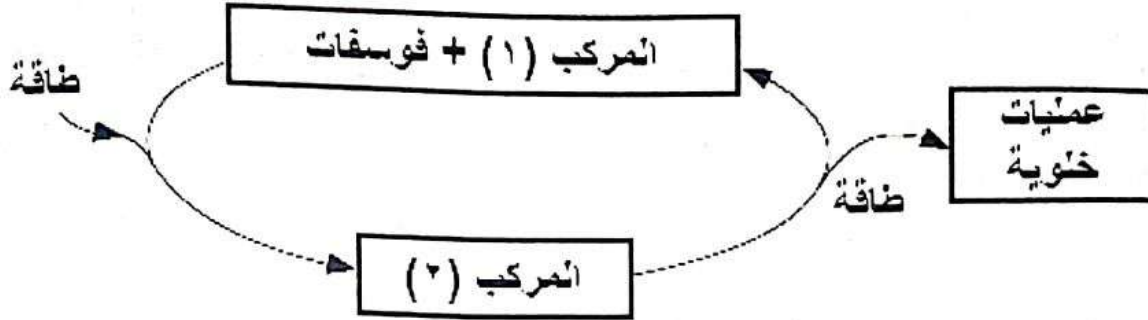 المركب (١) + فوسفات
طاقة
عمليات
خلوية
طاقة
المركب (٢)